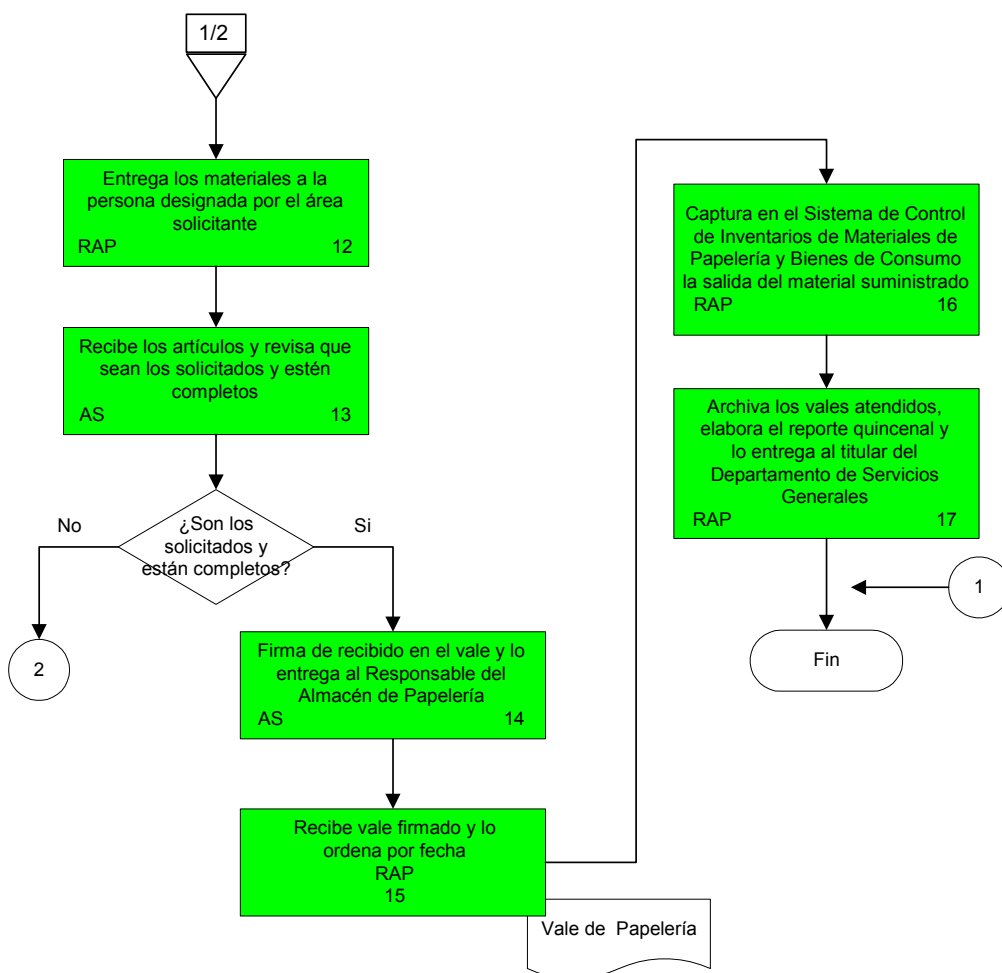 1/2
Entrega los materiales a la
persona designada por el área
solicitante
RAP 12
Recibe los artículos y revisa que
sean los solicitados y estén
completos
AS 13
¿Son los
solicitados y
están completos?
No
Si
2
Firma de recibido en el vale y lo
entrega al Responsable del
Almacén de Papelería
AS 14
Recibe vale firmado y lo
ordena por fecha
RAP
15
Vale de Papelería
Captura en el Sistema de Control
de Inventarios de Materiales de
Papelería y Bienes de Consumo
la salida del material suministrado
RAP 16
Archiva los vales atendidos,
elabora el reporte quincenal y
lo entrega al titular del
Departamento de Servicios
Generales
RAP 17
1
Fin